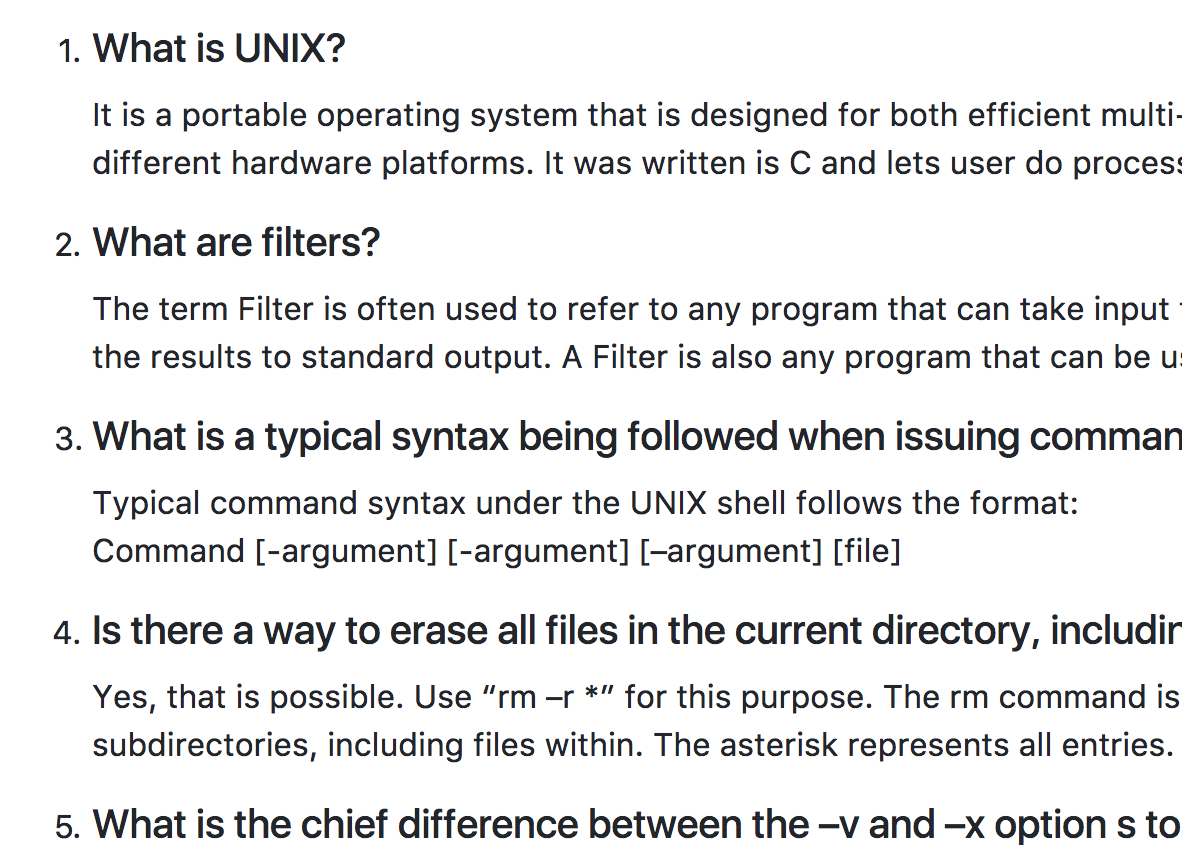 1. What is UNIX?
It is a portable operating system that is designed for both efficient multi-
different hardware platforms. It was written is C and lets user do process
2. What are filters?
The term Filter is often used to refer to any program that can take input
the results to standard output. A Filter is also any program that can be
3. What is a typical syntax being followed when issuing comman
Typical command syntax under the UNIX shell follows the format:
Command [-argument] [-argument] [–argument] [file]
4. Is there a way to erase all files in the current directory, includin
Yes, that is possible. Use “rm –r *” for this purpose. The rm command is
subdirectories, including files within. The asterisk represents all entries.
5. What is the chief difference between the –v and –x option s to